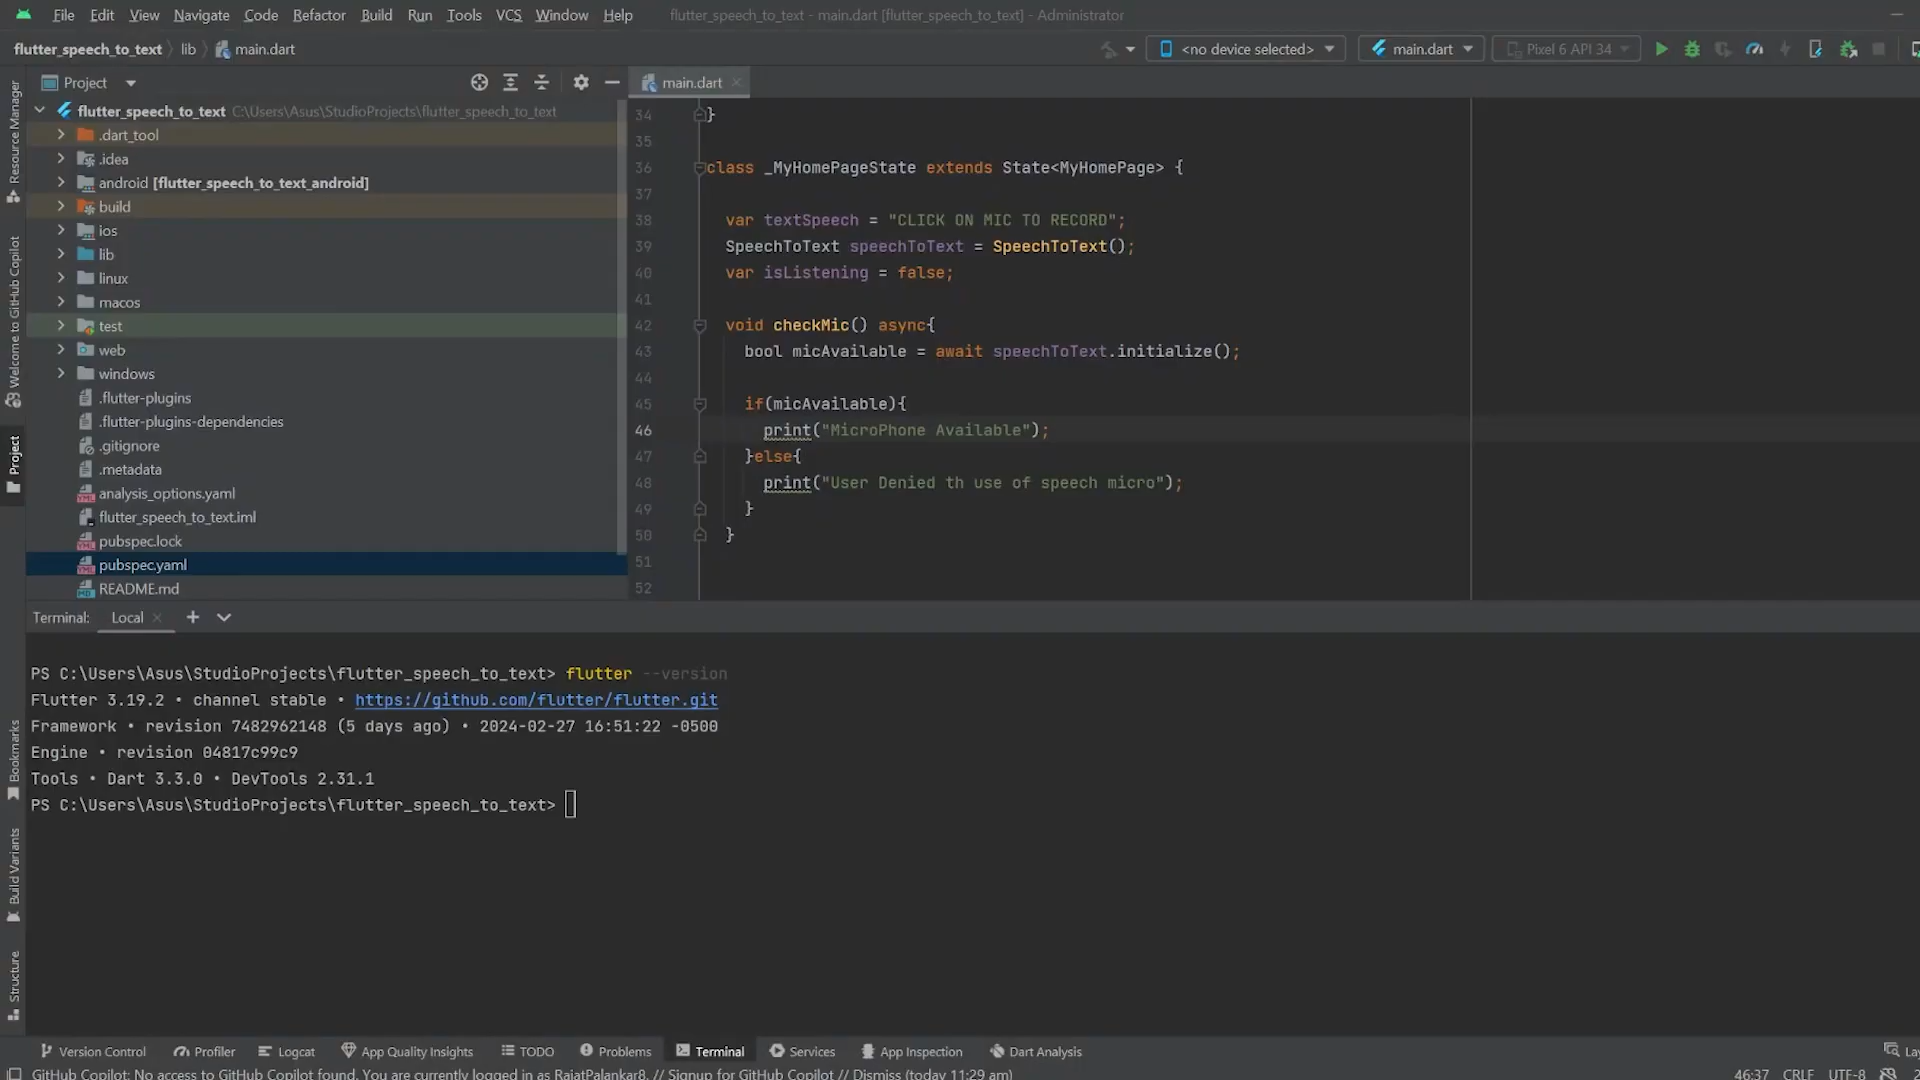 File Edit View Navigate Code Refactor Build Run Tools VCS Window Help flutter_speech_to_text - main.dart [flutter_speech_to_text] - Administrator
flutter_speech_to_text lib main.dart <no device selected> main.dart Pixel 6 API 34
Project main.dart
flutter_speech_to_text C:\Users\Asus\StudioProjects\flutter_speech_to_text
.dart_tool
.idea
android [flutter_speech_to_text_android]
build
ios
lib
linux
macos
test
web
windows
.flutter-plugins
.flutter-plugins-dependencies
.gitignore
.metadata
analysis_options.yaml
flutter_speech_to_text.iml
pubspec.lock
pubspec.yaml
README.md
34 }
35
36 class _MyHomePageState extends State<MyHomePage> {
37
38 var textSpeech = "CLICK ON MIC TO RECORD";
39 SpeechToText speechToText = SpeechToText();
40 var isListening = false;
41
42 void checkMic() async{
43 bool micAvailable = await speechToText.initialize();
44
45 if(micAvailable){
46 print("MicroPhone Available");
47 }else{
48 print("User Denied th use of speech micro");
49 }
50 }
51
52
Resource Manager
Welcome to GitHub Copilot
Project
Bookmarks
Build Variants
Structure
Terminal: Local
PS C:\Users\Asus\StudioProjects\flutter_speech_to_text> flutter --version
Flutter 3.19.2 • channel stable • https://github.com/flutter/flutter.git
Framework • revision 7482962148 (5 days ago) • 2024-02-27 16:51:22 -0500
Engine • revision 04817c99c9
Tools • Dart 3.3.0 • DevTools 2.31.1
PS C:\Users\Asus\StudioProjects\flutter_speech_to_text>
Version Control Profiler Logcat App Quality Insights TODO Problems Terminal Services App Inspection Dart Analysis Lay
GitHub Copilot: No access to GitHub Copilot found. You are currently logged in as RajatPalankar8. // Signup for GitHub Copilot // Dismiss (today 11:29 am) 46:37 CRLF UTF-8 2